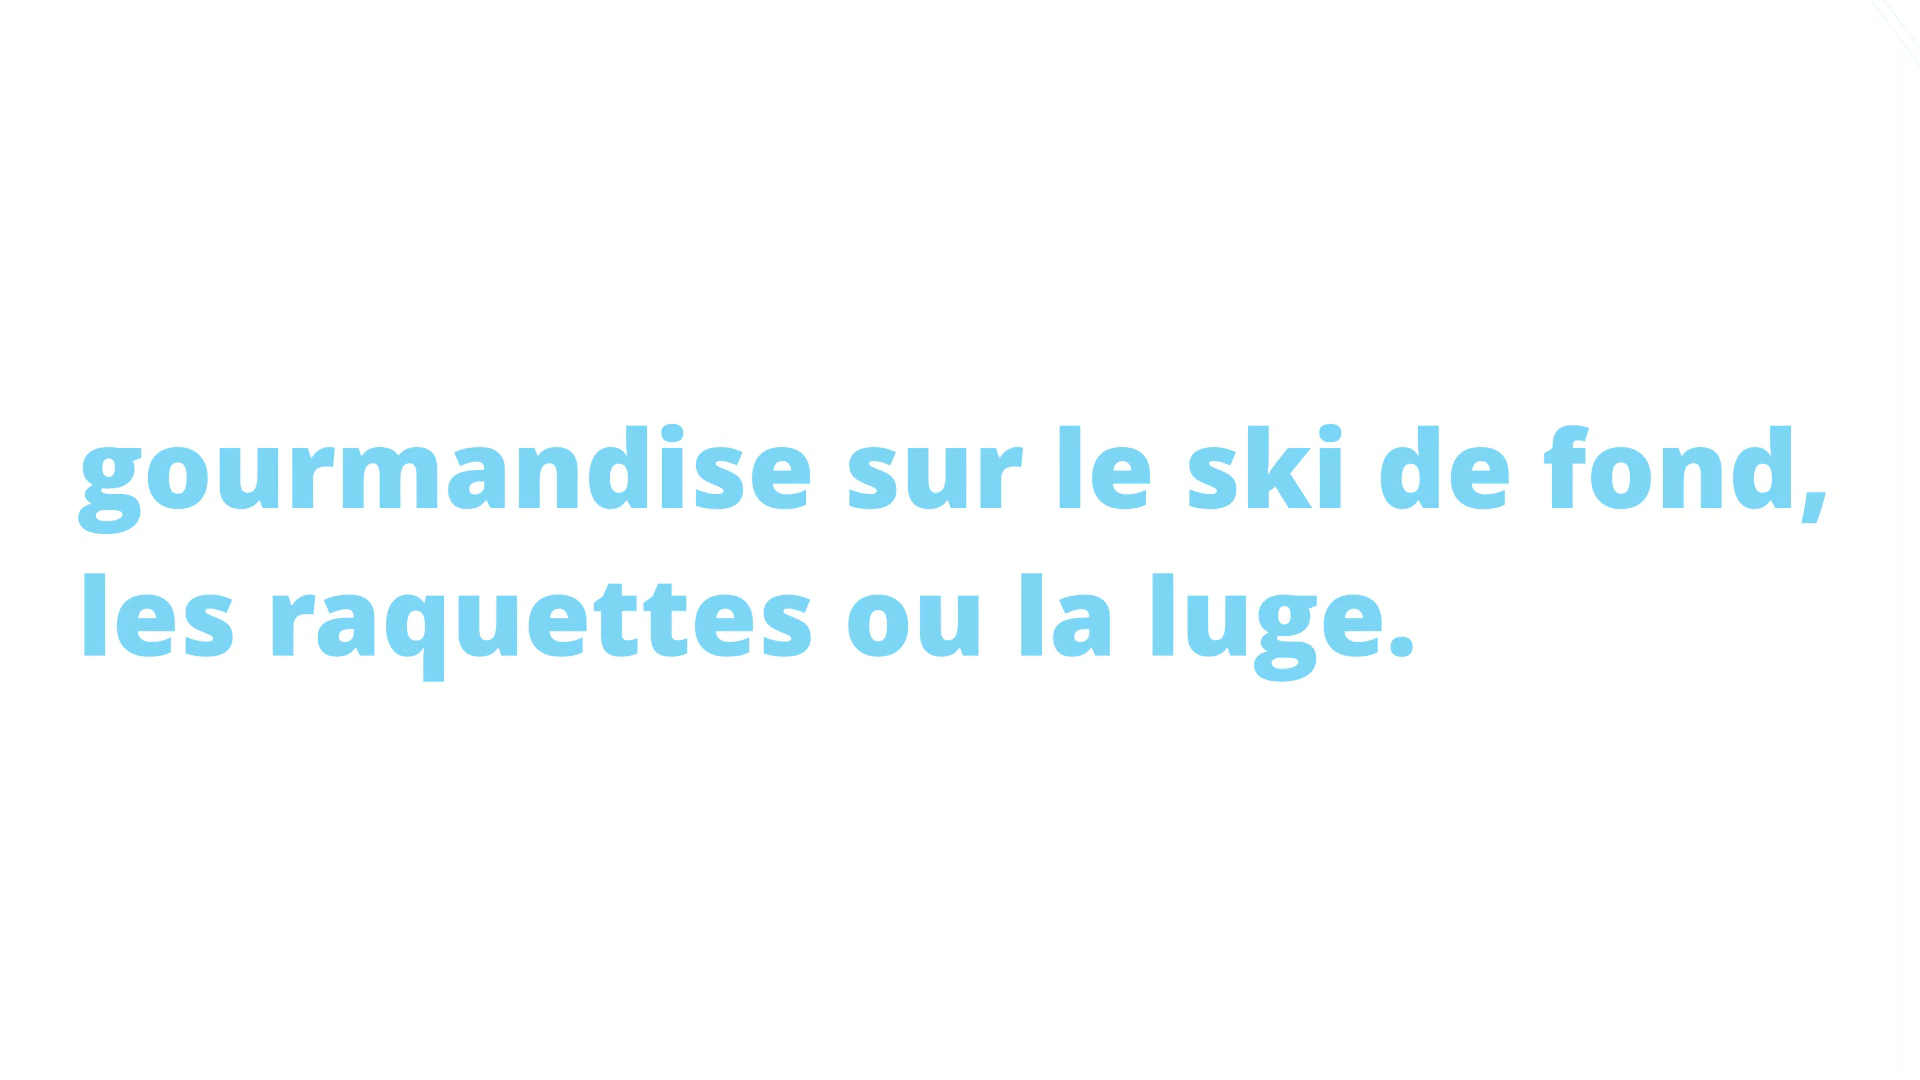 gourmandise sur le ski de fond,
les raquettes ou la luge.